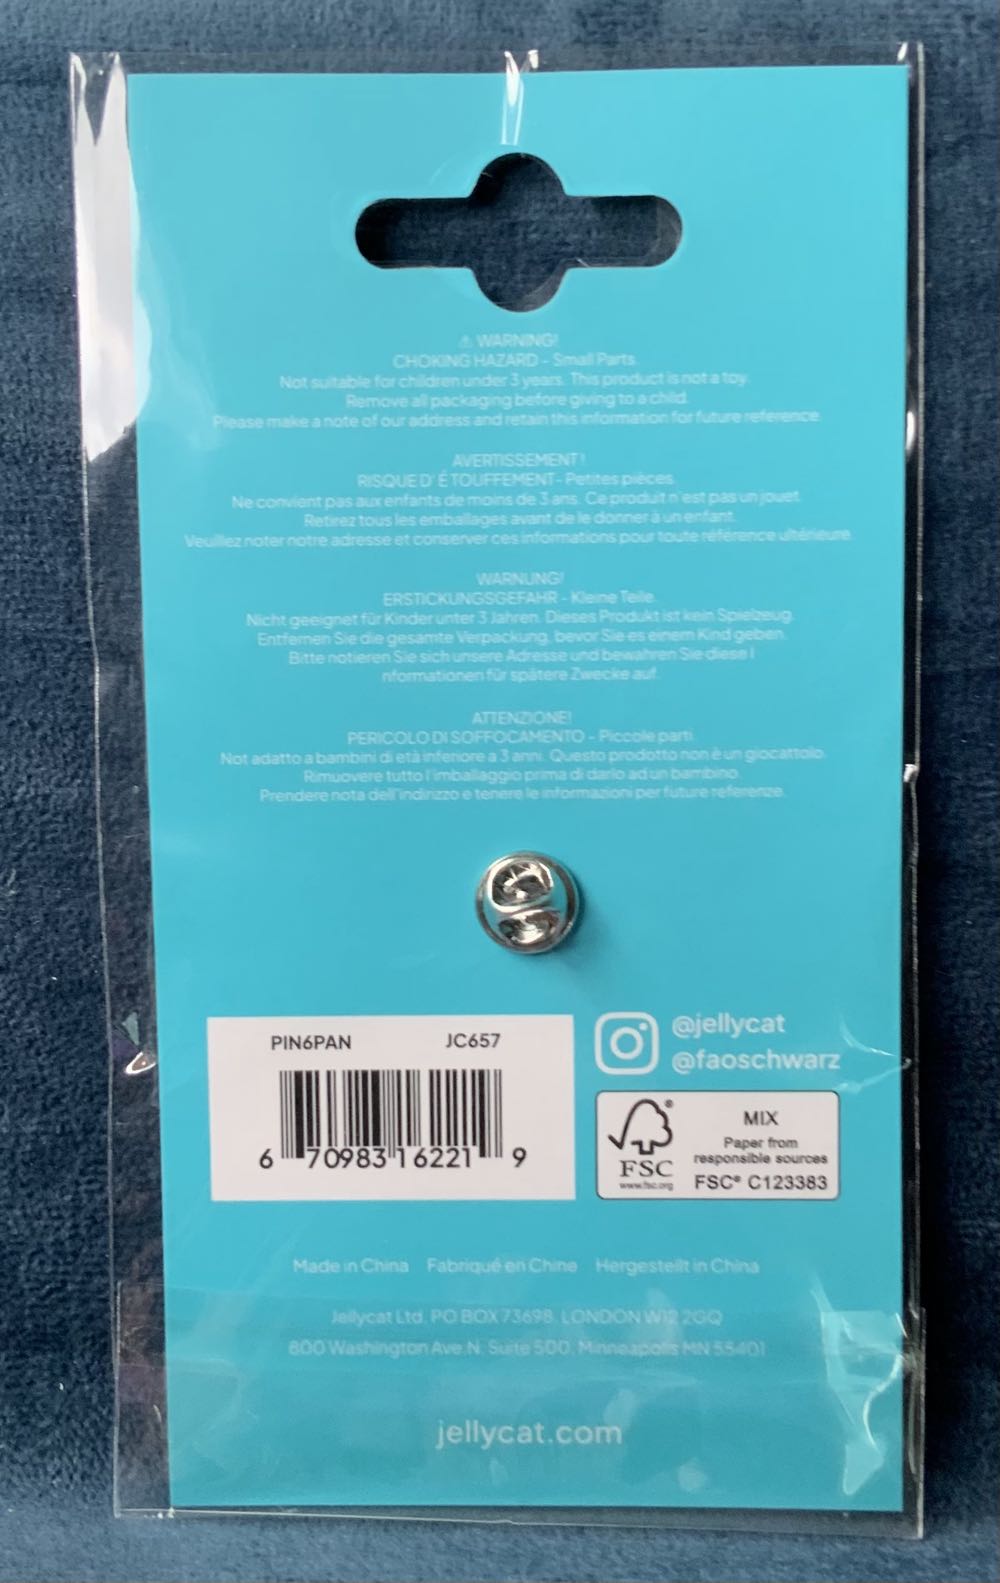 ⚠ WARNING!
CHOKING HAZARD - Small Parts.
Not suitable for children under 3 years. This product is not a toy.
Remove all packaging before giving to a child.
Please make a note of our address and retain this information for future reference.
AVERTISSEMENT!
RISQUE D' ÉTOUFFEMENT- Petites pièces.
Ne convient pas aux enfants de moins de 3 ans. Ce produit n'est pas un jouet.
Retirez tous les emballages avant de le donner à un enfant.
Veuillez noter notre adresse et conserver ces informations pour toute référence ultérieure.
WARNUNG!
ERSTICKUNGSGEFAHR - Kleine Teile.
Nicht geeignet für Kinder unter 3 Jahren. Dieses Produkt ist kein Spielzeug.
Entfernen Sie die gesamte Verpackung, bevor Sie es einem Kind geben.
Bitte notieren Sie sich unsere Adresse und bewahren Sie diese I
nformationen für spätere Zwecke auf.
ATTENZIONE!
PERICOLO DI SOFFOCAMENTO - Piccole parti.
Not adatto a bambini di età inferiore a 3 anni. Questo prodotto non è un giocattolo.
Rimuovere tutto l'imballaggio prima di darlo ad un bambino.
Prendere nota dell'indirizzo e tenere le informazioni per future referenze.
PIN6PAN JC657
6 70983 16221 9
@jellycat
@faoschwarz
FSC
www.fsc.org
MIX
Paper from
responsible sources
FSC® C123383
Made in China Fabriqué en Chine Hergestellt in China
Jellycat Ltd. PO BOX 73698, LONDON W12 2GQ
800 Washington Ave.N. Suite 500, Minneapolis MN 55401
jellycat.com